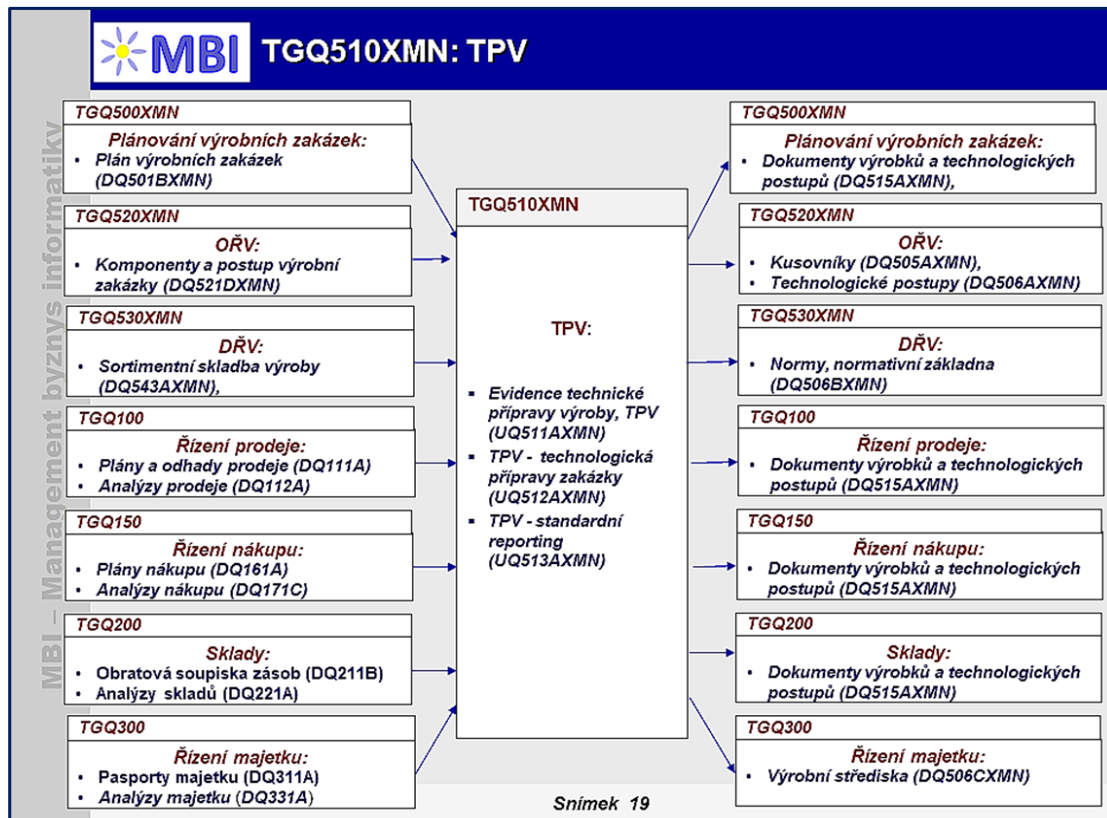 MBI TGQ510XMN: TPV
MBI – Management byznys informatiky
TGQ500XMN
Plánování výrobních zakázek:
• Plán výrobních zakázek
(DQ501BXMN)
TGQ520XMN
OŘV:
• Komponenty a postup výrobní
zakázky (DQ521DXMN)
TGQ530XMN
DŘV:
• Sortimentní skladba výroby
(DQ543AXMN),
TGQ100
Řízení prodeje:
• Plány a odhady prodeje (DQ111A)
• Analýzy prodeje (DQ112A)
TGQ150
Řízení nákupu:
• Plány nákupu (DQ161A)
• Analýzy nákupu (DQ171C)
TGQ200
Sklady:
• Obratová soupiska zásob (DQ211B)
• Analýzy skladů (DQ221A)
TGQ300
Řízení majetku:
• Pasporty majetku (DQ311A)
• Analýzy majetku (DQ331A)
TGQ510XMN
TPV:
▪ Evidence technické
přípravy výroby, TPV
(UQ511AXMN)
▪ TPV - technologická
přípravy zakázky
(UQ512AXMN)
▪ TPV - standardní
reporting
(UQ513AXMN)
TGQ500XMN
Plánování výrobních zakázek:
• Dokumenty výrobků a technologických
postupů (DQ515AXMN),
TGQ520XMN
OŘV:
• Kusovníky (DQ505AXMN),
• Technologické postupy (DQ506AXMN)
TGQ530XMN
DŘV:
• Normy, normativní základna
(DQ506BXMN)
TGQ100
Řízení prodeje:
• Dokumenty výrobků a technologických
postupů (DQ515AXMN)
TGQ150
Řízení nákupu:
• Dokumenty výrobků a technologických
postupů (DQ515AXMN)
TGQ200
Sklady:
• Dokumenty výrobků a technologických
postupů (DQ515AXMN)
TGQ300
Řízení majetku:
• Výrobní střediska (DQ506CXMN)
Snímek 19